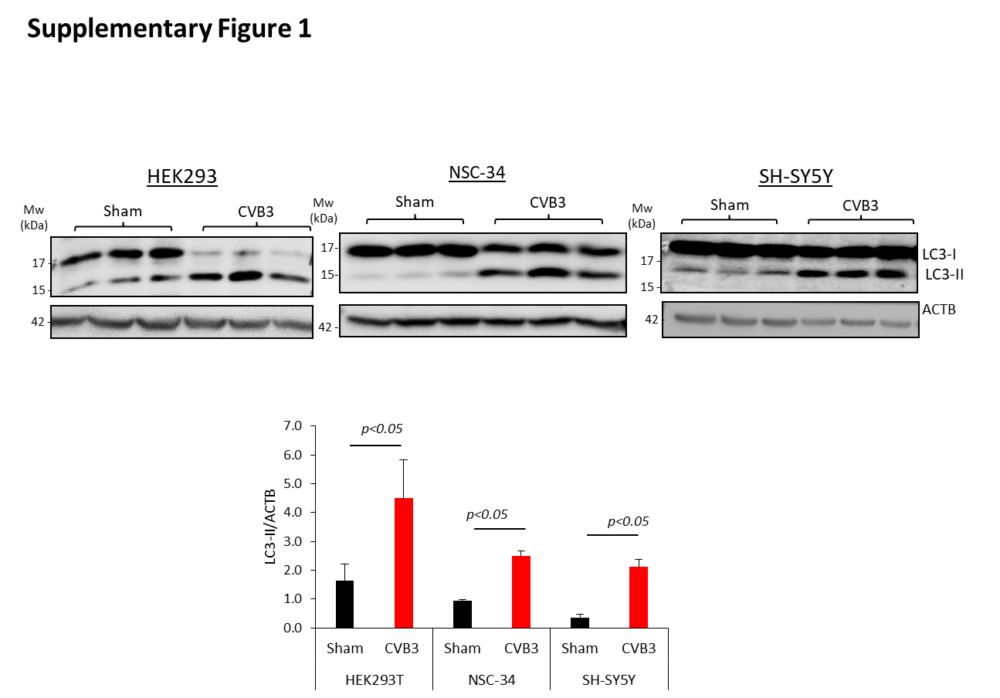 Supplementary Figure 1
HEK293
NSC-34
SH-SY5Y
Mw
(kDa)
Sham
CVB3
Mw
(kDa)
Sham
CVB3
Mw
(kDa)
Sham
CVB3
17-
15-
42-
17-
15-
42-
17-
15-
42-
LC3-I
LC3-II
ACTB
LC3-II/ACTB
7.0
6.0
5.0
4.0
3.0
2.0
1.0
0.0
p<0.05
p<0.05
p<0.05
Sham CVB3 Sham CVB3 Sham CVB3
HEK293T NSC-34 SH-SY5Y